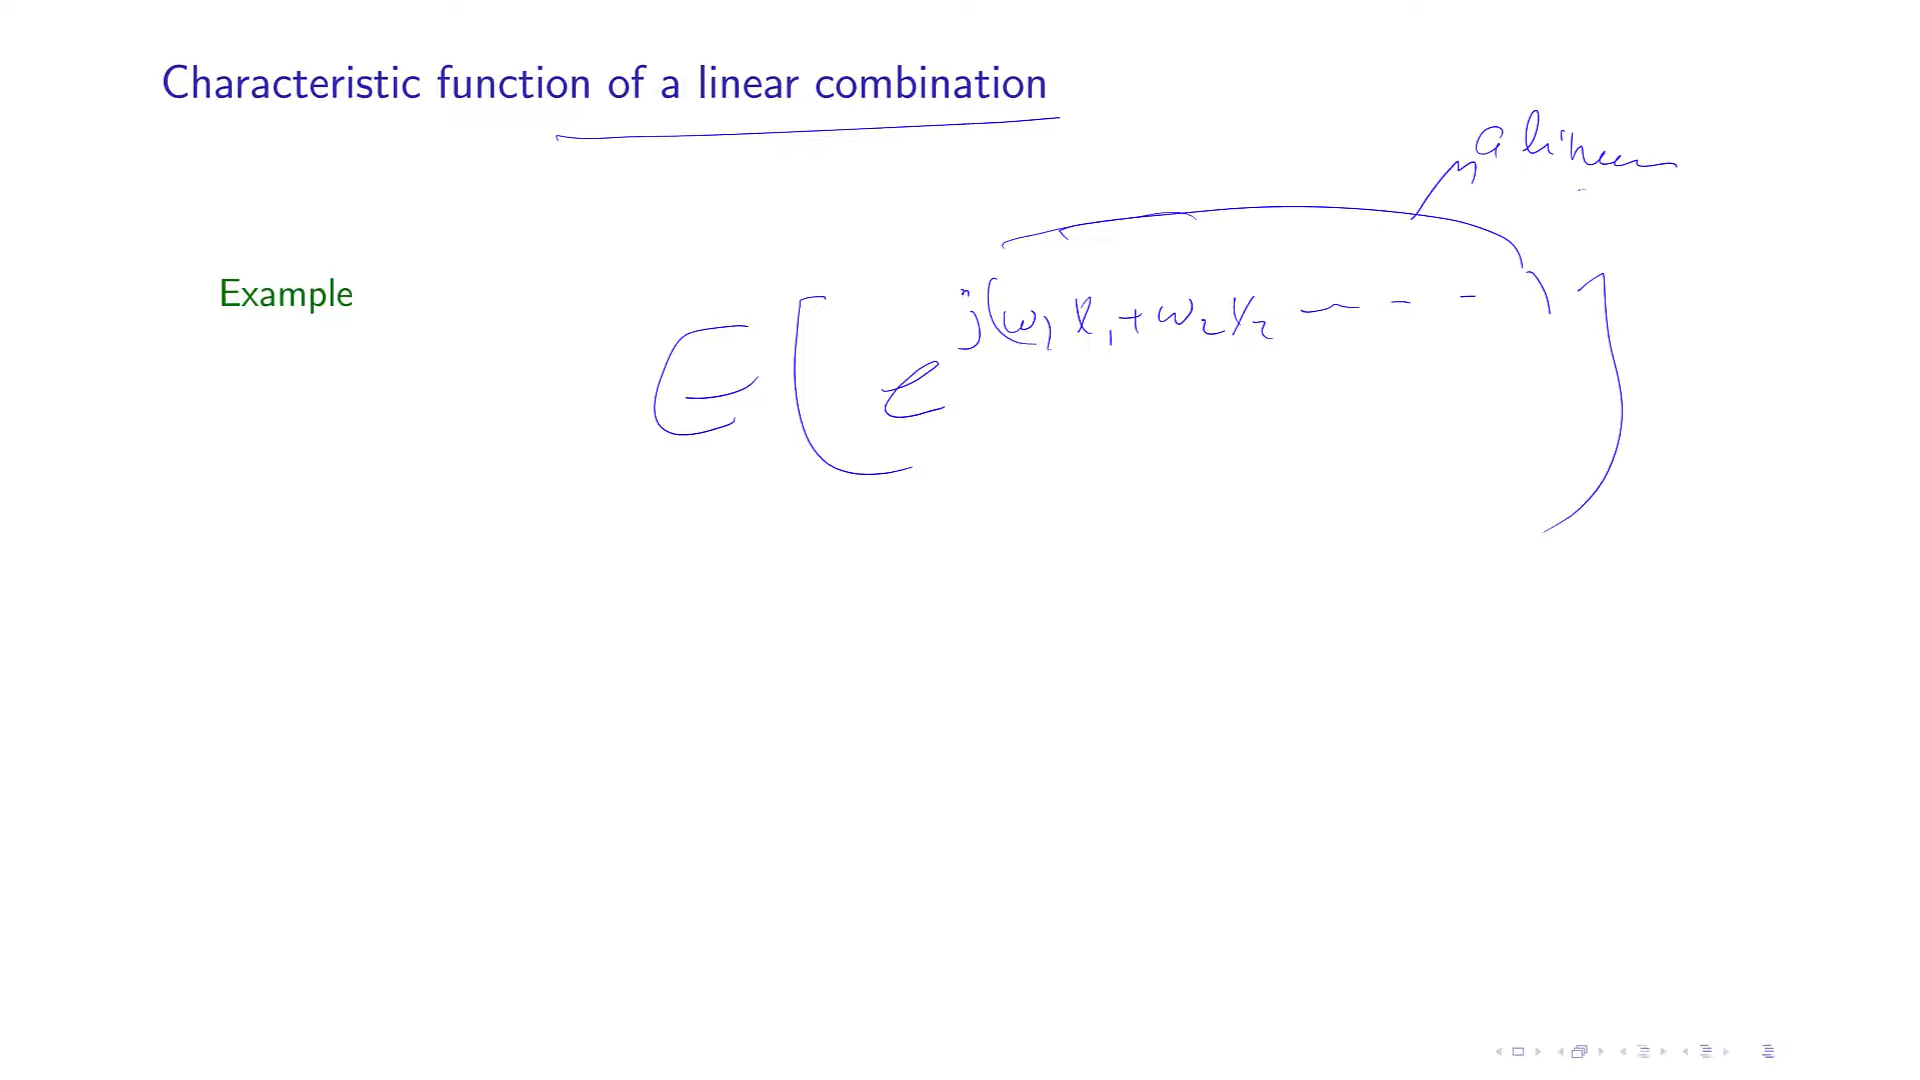 Characteristic function of a linear combination
a linear
Example
E[e^{j(ω₁X₁+ω₂X₂ - - - )}]